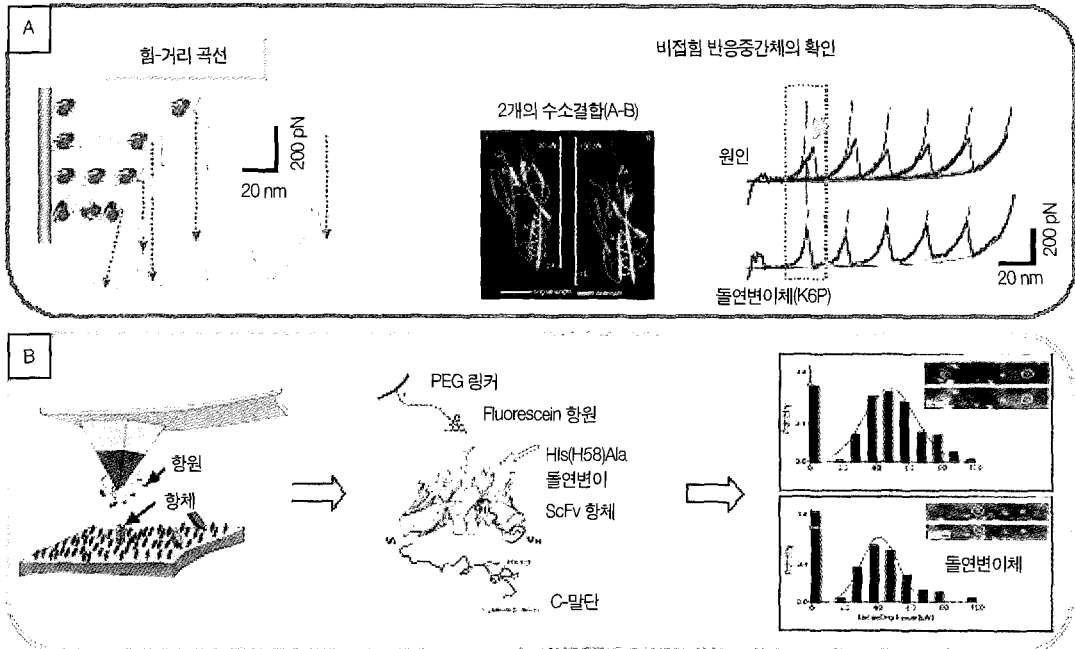 A
힘-거리 곡선
200 pN
20 nm
비접힘 반응중간체의 확인
2개의 수소결합(A-B)
원인
200 pN
20 nm
돌연변이체(K6P)
B
항원
항체
PEG 링커
Fluorescein 항원
His(H58)Ala
돌연변이
ScFv 항체
C-말단
돌연변이체